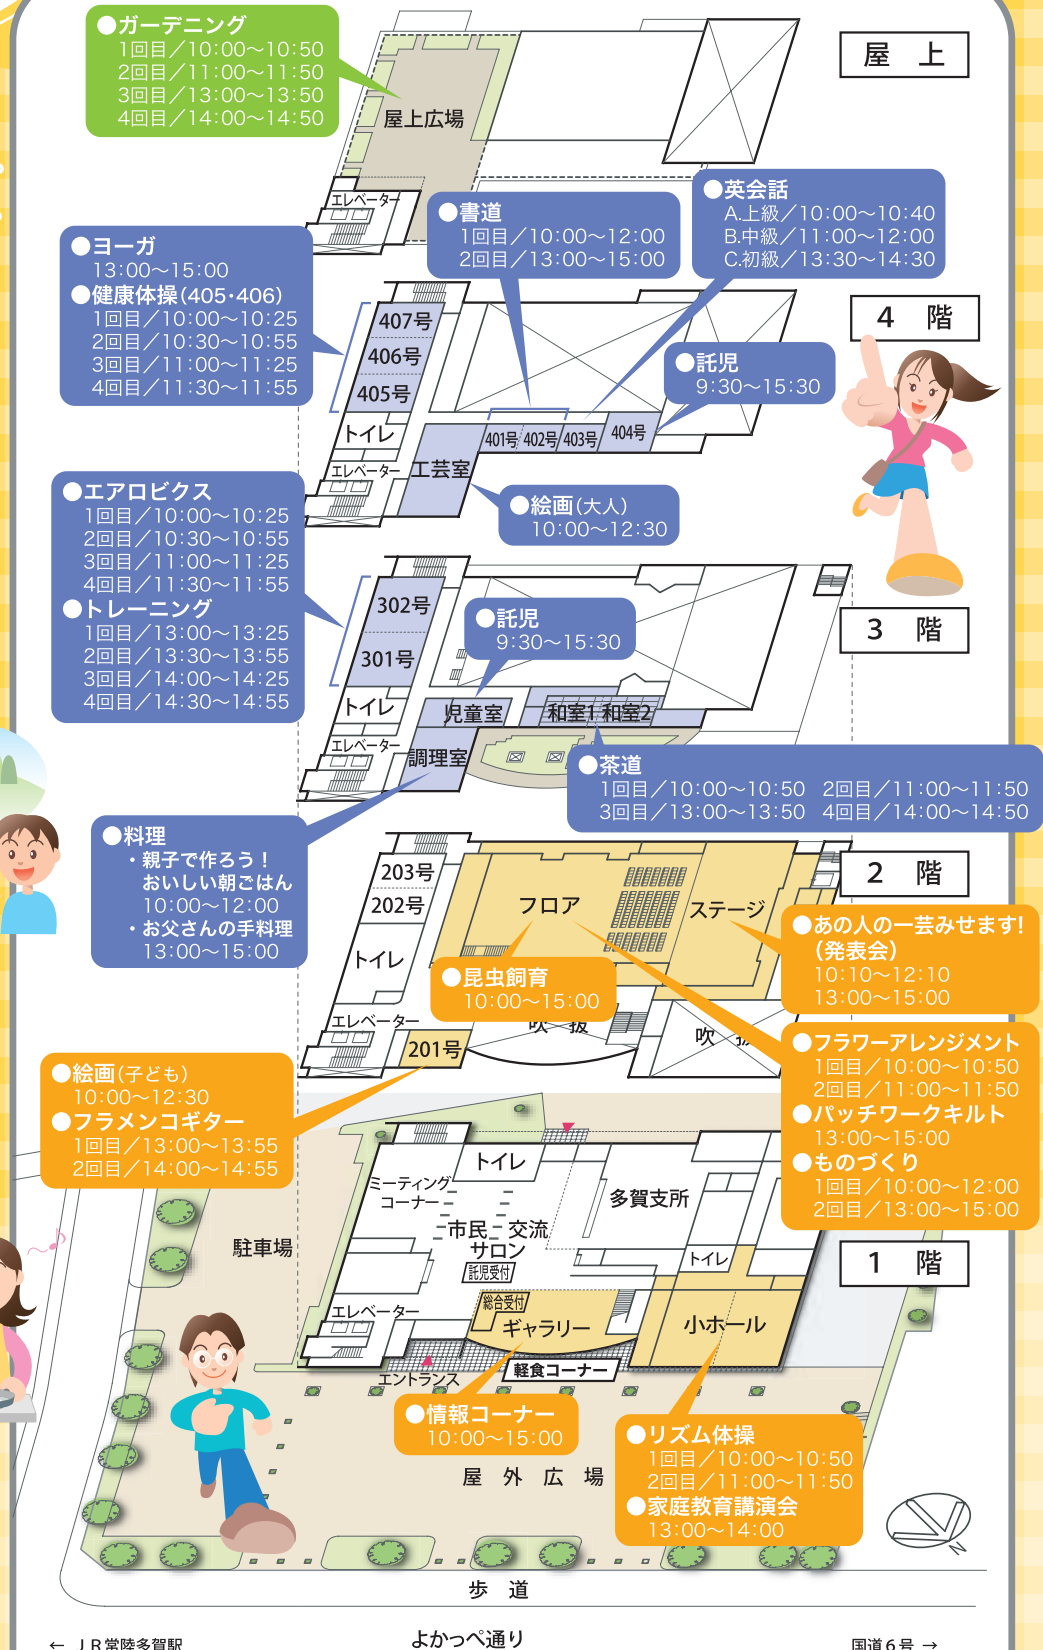 ●ガーデニング
1回目／10:00〜10:50
2回目／11:00〜11:50
3回目／13:00〜13:50
4回目／14:00〜14:50
屋　上
屋上広場
エレベーター
●ヨーガ
13:00〜15:00
●健康体操(405・406)
1回目／10:00〜10:25
2回目／10:30〜10:55
3回目／11:00〜11:25
4回目／11:30〜11:55
●書道
1回目／10:00〜12:00
2回目／13:00〜15:00
●英会話
A.上級／10:00〜10:40
B.中級／11:00〜12:00
C.初級／13:30〜14:30
4　階
●託児
9:30〜15:30
407号
406号
405号
トイレ
エレベーター
工芸室
401号
402号
403号
404号
●絵画(大人)
10:00〜12:30
●エアロビクス
1回目／10:00〜10:25
2回目／10:30〜10:55
3回目／11:00〜11:25
4回目／11:30〜11:55
●トレーニング
1回目／13:00〜13:25
2回目／13:30〜13:55
3回目／14:00〜14:25
4回目／14:30〜14:55
3　階
302号
301号
トイレ
エレベーター
●託児
9:30〜15:30
児童室
和室1
和室2
調理室
●茶道
1回目／10:00〜10:50　2回目／11:00〜11:50
3回目／13:00〜13:50　4回目／14:00〜14:50
●料理
・親子で作ろう！
おいしい朝ごはん
10:00〜12:00
・お父さんの手料理
13:00〜15:00
2　階
203号
202号
トイレ
エレベーター
201号
フロア
ステージ
吹　抜
吹　抜
●昆虫飼育
10:00〜15:00
●あの人の一芸みせます!
(発表会)
10:10〜12:10
13:00〜15:00
●フラワーアレンジメント
1回目／10:00〜10:50
2回目／11:00〜11:50
●パッチワークキルト
13:00〜15:00
●ものづくり
1回目／10:00〜12:00
2回目／13:00〜15:00
●絵画(子ども)
10:00〜12:30
●フラメンコギター
1回目／13:00〜13:55
2回目／14:00〜14:55
1　階
トイレ
ミーティング
コーナー
市民　交流
サロン
託児受付
多賀支所
トイレ
駐車場
エレベーター
総合受付
ギャラリー
小ホール
エントランス
軽食コーナー
●情報コーナー
10:00〜15:00
●リズム体操
1回目／10:00〜10:50
2回目／11:00〜11:50
●家庭教育講演会
13:00〜14:00
屋　外　広　場
N
歩　道
← JR常陸多賀駅
よかっぺ通り
国道6号 →